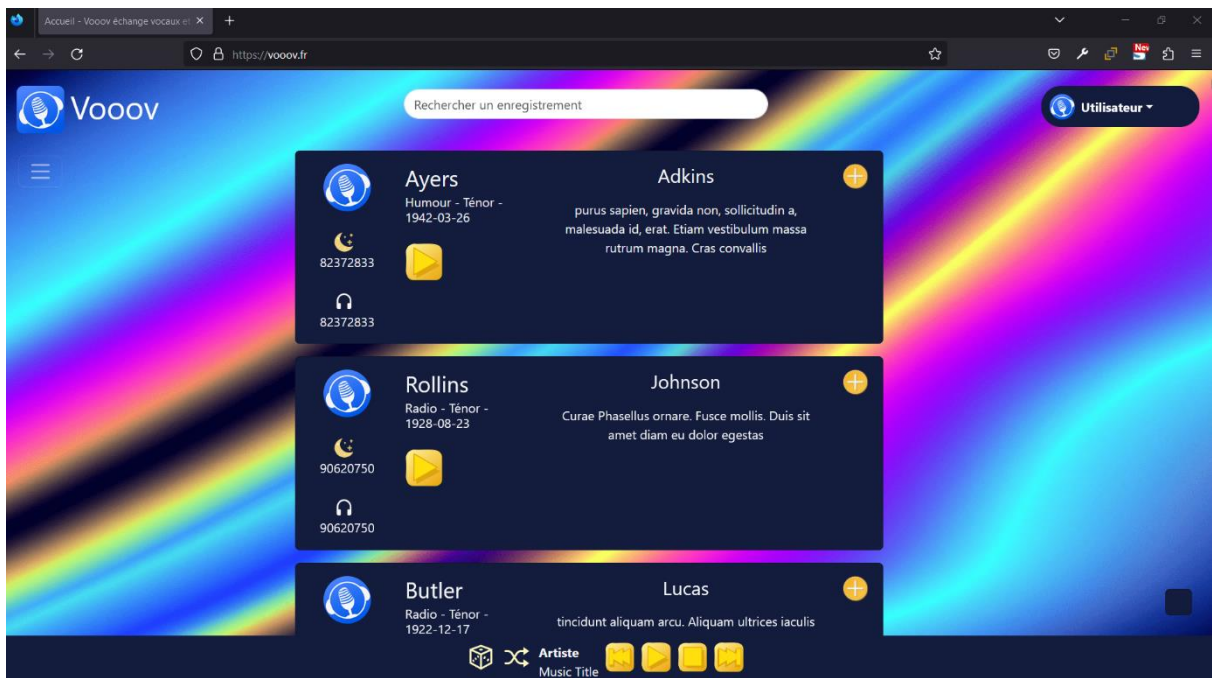 Accueil - Vooov échange vocaux et
https://vooov.fr
Vooov
Rechercher un enregistrement
Utilisateur
Ayers
Humour - Ténor -
1942-03-26
82372833
82372833
Adkins
purus sapien, gravida non, sollicitudin a,
malesuada id, erat. Etiam vestibulum massa
rutrum magna. Cras convallis
Rollins
Radio - Ténor -
1928-08-23
90620750
90620750
Johnson
Curae Phasellus ornare. Fusce mollis. Duis sit
amet diam eu dolor egestas
Butler
Radio - Ténor -
1922-12-17
Lucas
tincidunt aliquam arcu. Aliquam ultrices iaculis
Artiste
Music Title